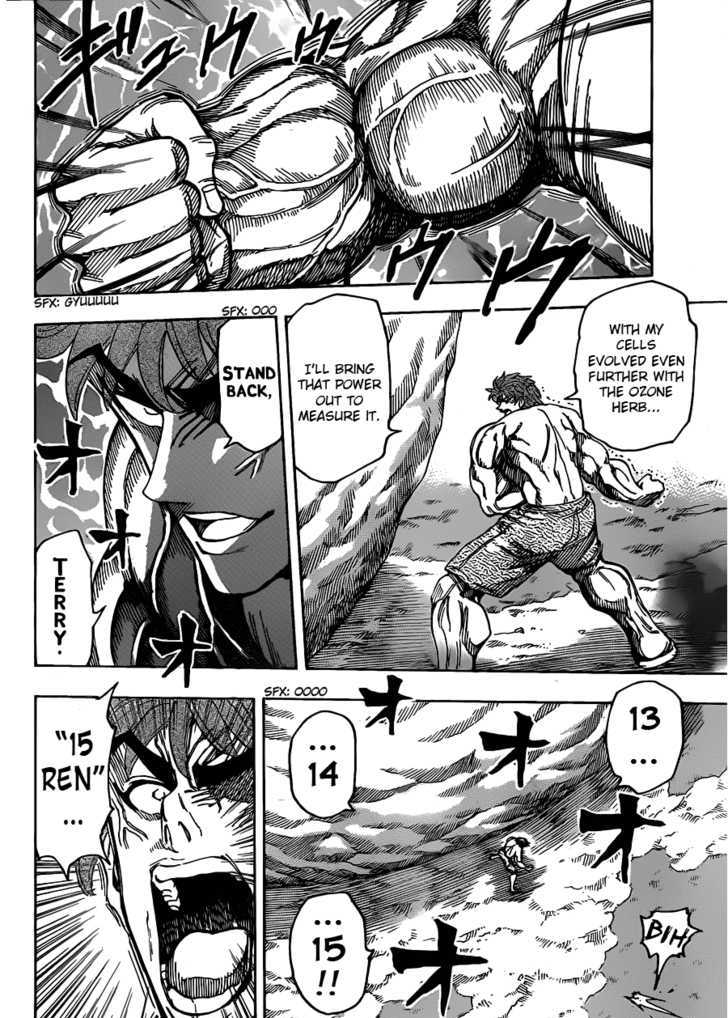 ギュウウウウ
SFX: GYUUUUU
WITH MY
CELLS
EVOLVED EVEN
FURTHER WITH
THE OZONE
HERB...
I'LL BRING
THAT POWER
OUT TO
MEASURE IT.
SFX: OOO
STAND
BACK,
オオオ
TERRY.
SFX: OOOO
13
...
...
14
...
15
!!
オオオオ
BIH
"15
REN"
...